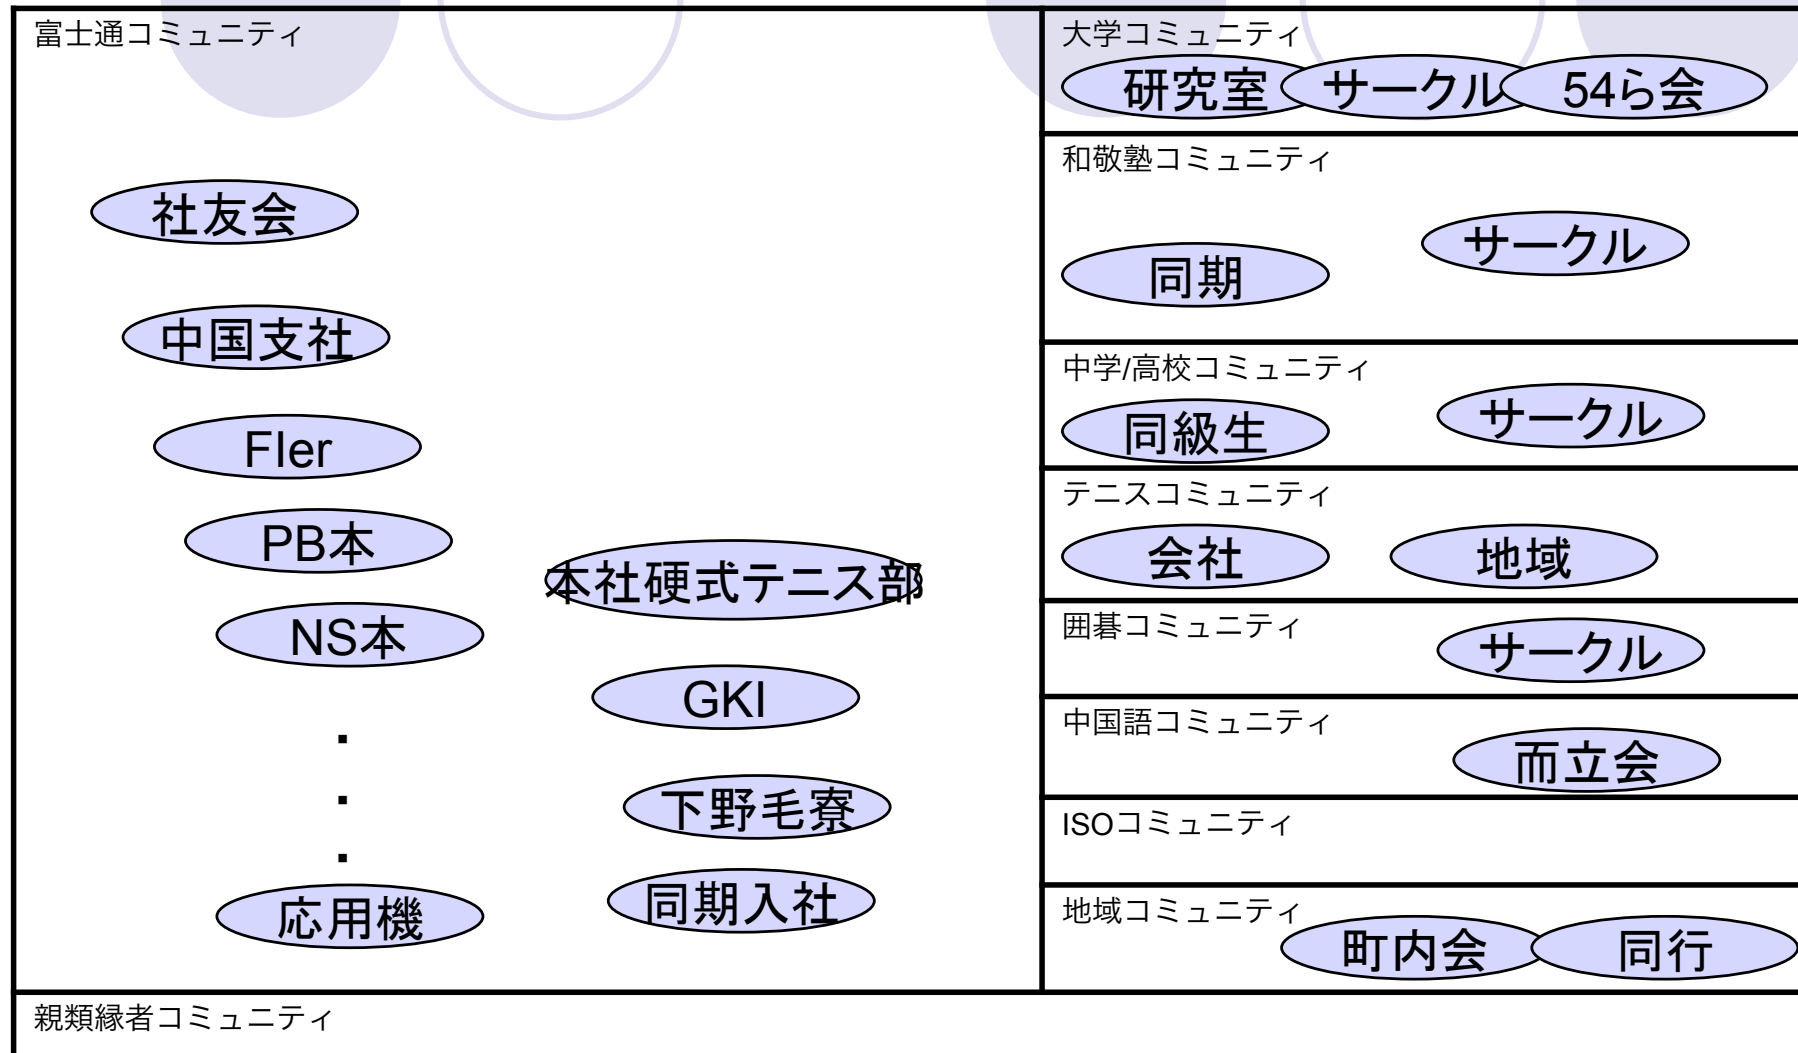 富士通コミュニティ
社友会
中国支社
FIer
PB本
NS本
・
・
・
応用機
本社硬式テニス部
GKI
下野毛寮
同期入社
大学コミュニティ
研究室 サークル 54ら会
和敬塾コミュニティ
同期 サークル
中学/高校コミュニティ
同級生 サークル
テニスコミュニティ
会社 地域
囲碁コミュニティ
サークル
中国語コミュニティ
而立会
ISOコミュニティ
地域コミュニティ
町内会 同行
親類縁者コミュニティ